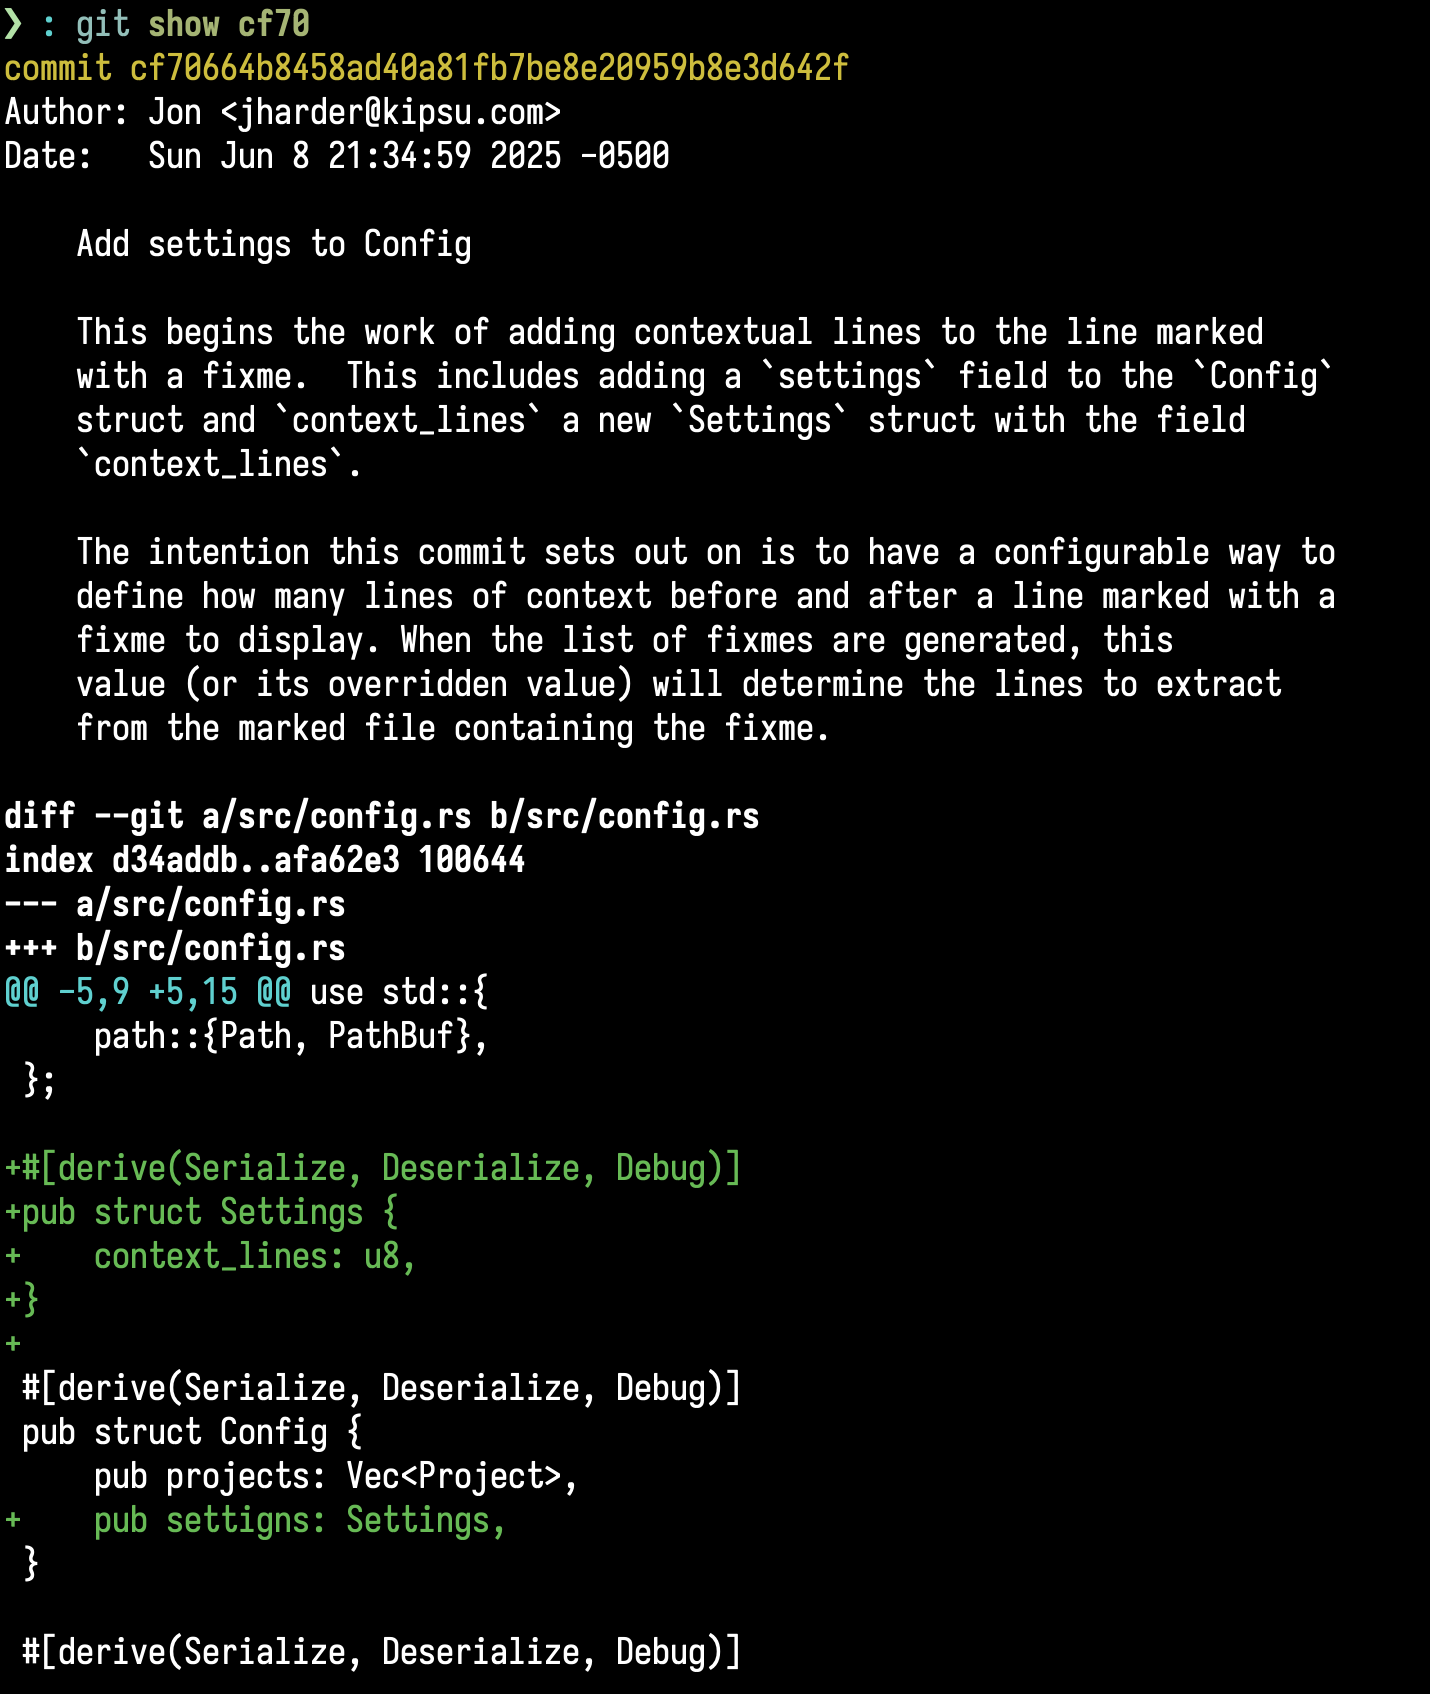 ❯ : git show cf70
commit cf70664b8458ad40a81fb7be8e20959b8e3d642f
Author: Jon <jharder@kipsu.com>
Date:   Sun Jun 8 21:34:59 2025 -0500

    Add settings to Config

    This begins the work of adding contextual lines to the line marked
    with a fixme.  This includes adding a `settings` field to the `Config`
    struct and `context_lines` a new `Settings` struct with the field
    `context_lines`.

    The intention this commit sets out on is to have a configurable way to
    define how many lines of context before and after a line marked with a
    fixme to display. When the list of fixmes are generated, this
    value (or its overridden value) will determine the lines to extract
    from the marked file containing the fixme.

diff --git a/src/config.rs b/src/config.rs
index d34addb..afa62e3 100644
--- a/src/config.rs
+++ b/src/config.rs
@@ -5,9 +5,15 @@ use std::{
     path::{Path, PathBuf},
 };

+#[derive(Serialize, Deserialize, Debug)]
+pub struct Settings {
+    context_lines: u8,
+}
+
 #[derive(Serialize, Deserialize, Debug)]
 pub struct Config {
     pub projects: Vec<Project>,
+    pub settigns: Settings,
 }

 #[derive(Serialize, Deserialize, Debug)]